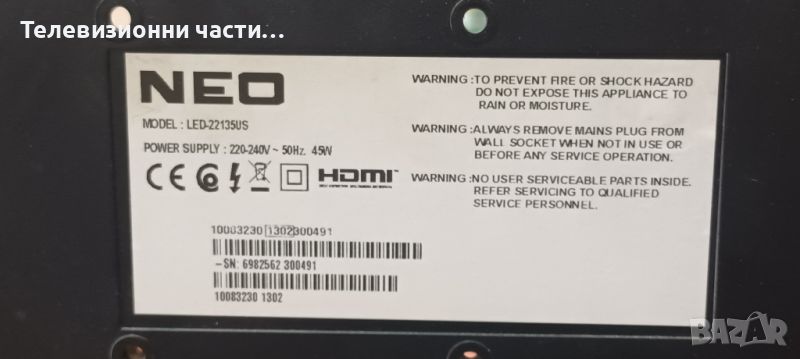 Телевизионни части...
NEO
MODEL : LED-22135US
POWER SUPPLY : 220-240V ~ 50Hz. 45W
CE HDMI
WARNING :TO PREVENT FIRE OR SHOCK HAZARD
DO NOT EXPOSE THIS APPLIANCE TO
RAIN OR MOISTURE.
WARNING :ALWAYS REMOVE MAINS PLUG FROM
WALL SOCKET WHEN NOT IN USE OR
BEFORE ANY SERVICE OPERATION.
WARNING :NO USER SERVICEABLE PARTS INSIDE.
REFER SERVICING TO QUALIFIED
SERVICE PERSONNEL.
10083230 1302300491
-SN: 6982562 300491
10083230 1302
BAZAR